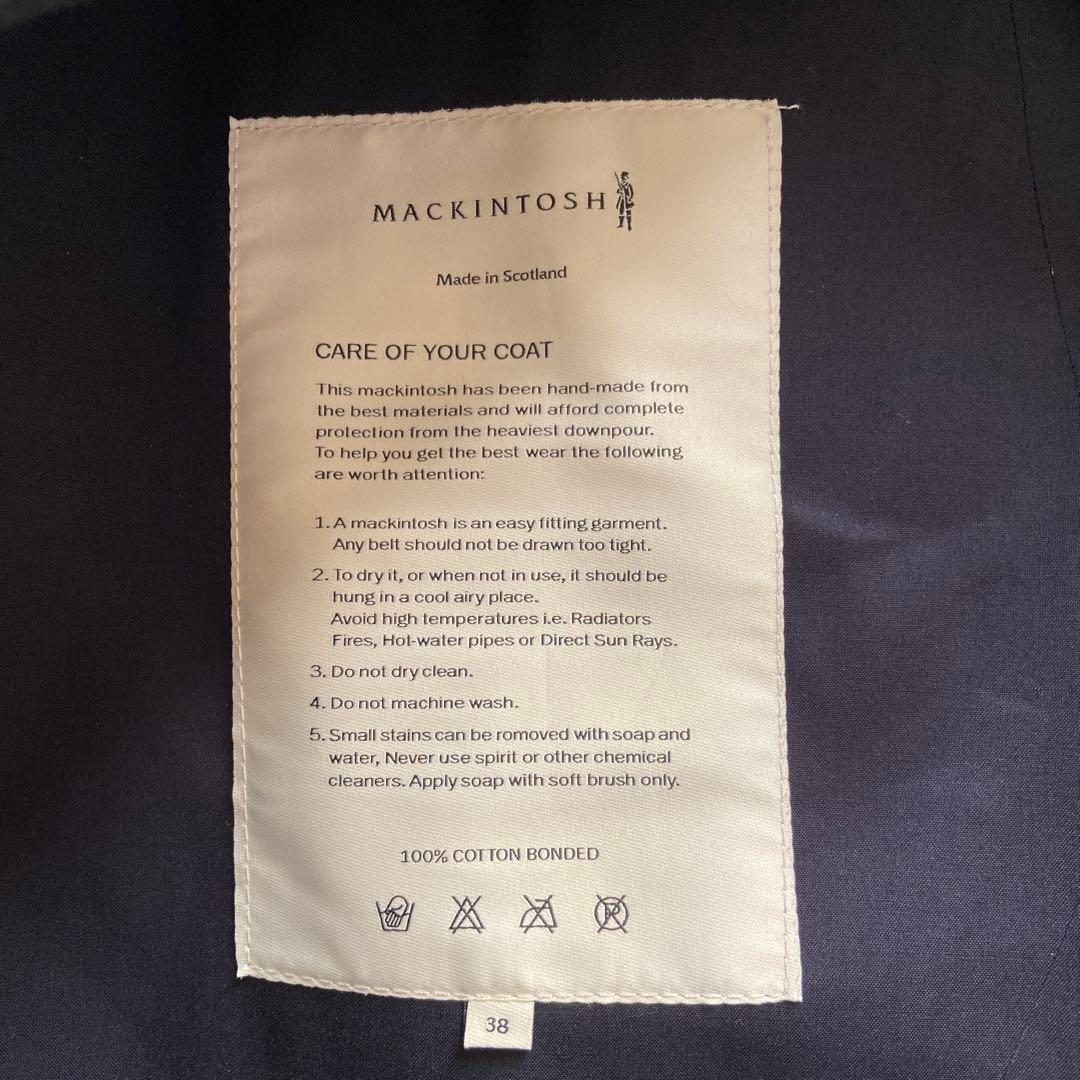 MACKINTOSH
Made in Scotland
CARE OF YOUR COAT
This mackintosh has been hand-made from
the best materials and will afford complete
protection from the heaviest downpour.
To help you get the best wear the following
are worth attention:
1. A mackintosh is an easy fitting garment.
Any belt should not be drawn too tight.
2. To dry it, or when not in use, it should be
hung in a cool airy place.
Avoid high temperatures i.e. Radiators
Fires, Hot-water pipes or Direct Sun Rays.
3. Do not dry clean.
4. Do not machine wash.
5. Small stains can be romoved with soap and
water, Never use spirit or other chemical
cleaners. Apply soap with soft brush only.
100% COTTON BONDED
P
38